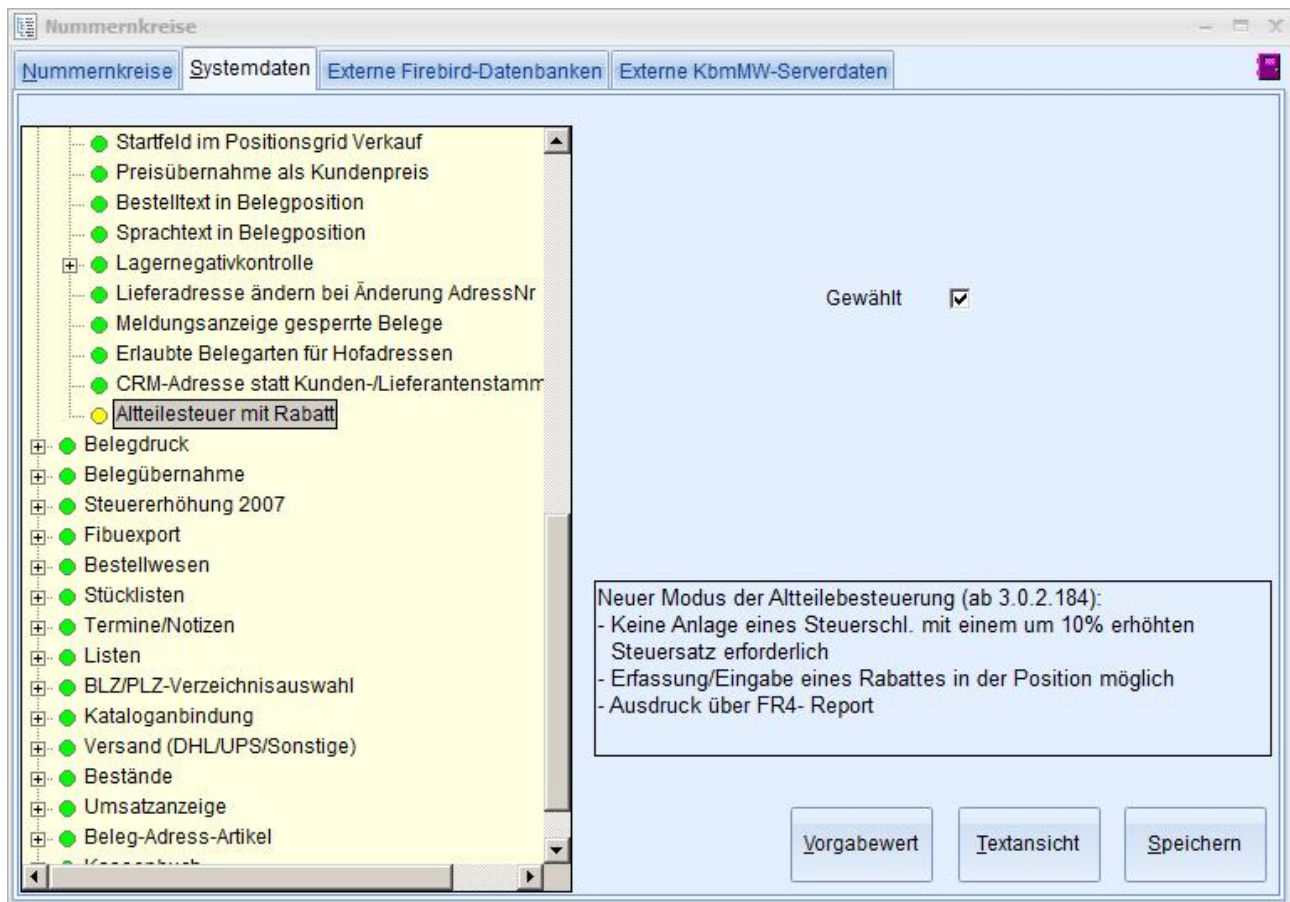 Nummernkreise
Nummernkreise Systemdaten Externe Firebird-Datenbanken Externe KbmMW-Serverdaten
Startfeld im Positionsgrid Verkauf
Preisübernahme als Kundenpreis
Bestelltext in Belegposition
Sprachtext in Belegposition
Lagernegativkontrolle
Lieferadresse ändern bei Änderung AdressNr
Meldungsanzeige gesperrte Belege
Erlaubte Belegarten für Hofadressen
CRM-Adresse statt Kunden-/Lieferantenstamm
Altteilesteuer mit Rabatt
Belegdruck
Belegübernahme
Steuererhöhung 2007
Fibuexport
Bestellwesen
Stücklisten
Termine/Notizen
Listen
BLZ/PLZ-Verzeichnisauswahl
Kataloganbindung
Versand (DHL/UPS/Sonstige)
Bestände
Umsatzanzeige
Beleg-Adress-Artikel
Gewählt
Neuer Modus der Altteilebesteuerung (ab 3.0.2.184):
- Keine Anlage eines Steuerschl. mit einem um 10% erhöhten
Steuersatz erforderlich
- Erfassung/Eingabe eines Rabattes in der Position möglich
- Ausdruck über FR4- Report
Vorgabewert Textansicht Speichern